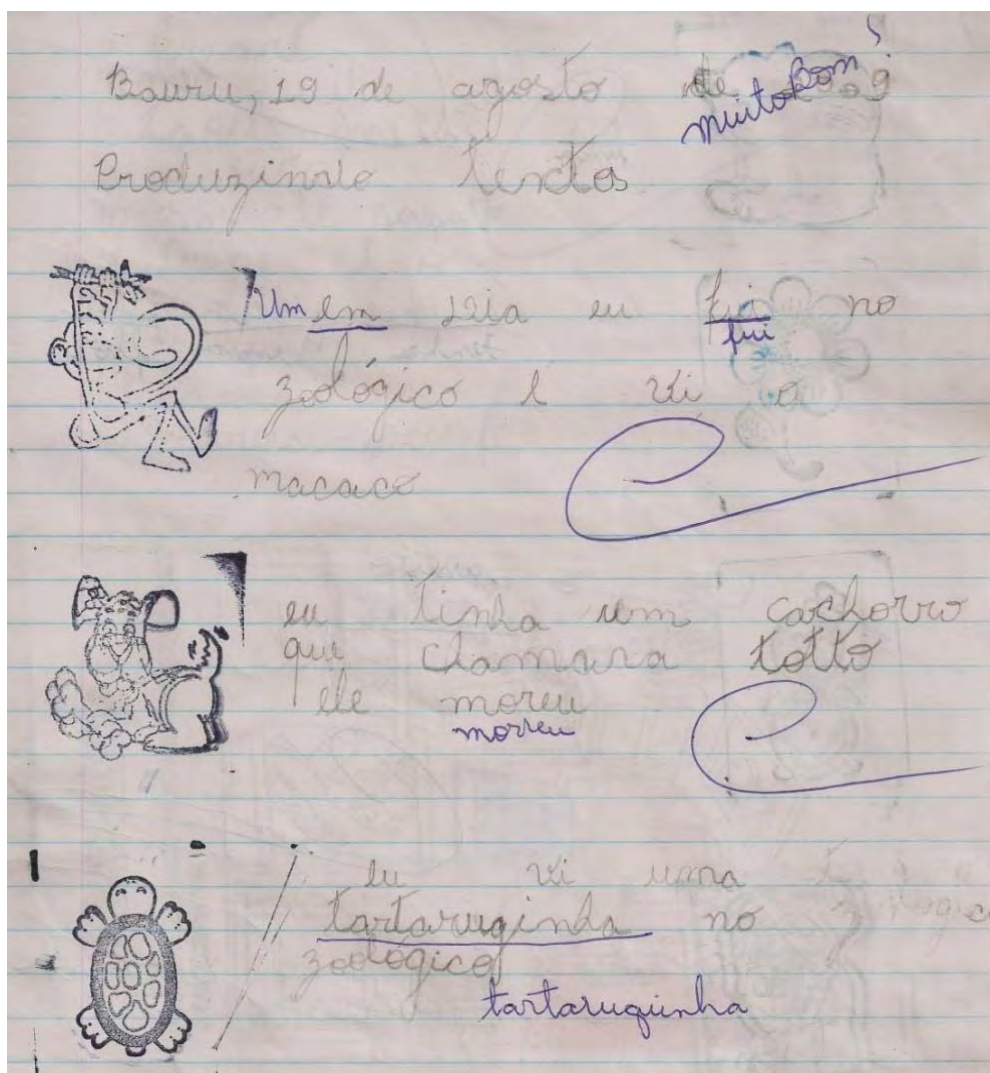 Bauru, 19 de agosto de
muito Bom!
Produzindo textos
Um em dia eu fui no
fui
zoológico e vi o
macaco
eu tinha um cachorro
que chamava totto
ele moreu
morreu
eu vi uma
tartaruginha no
zoológico
tartaruguinha